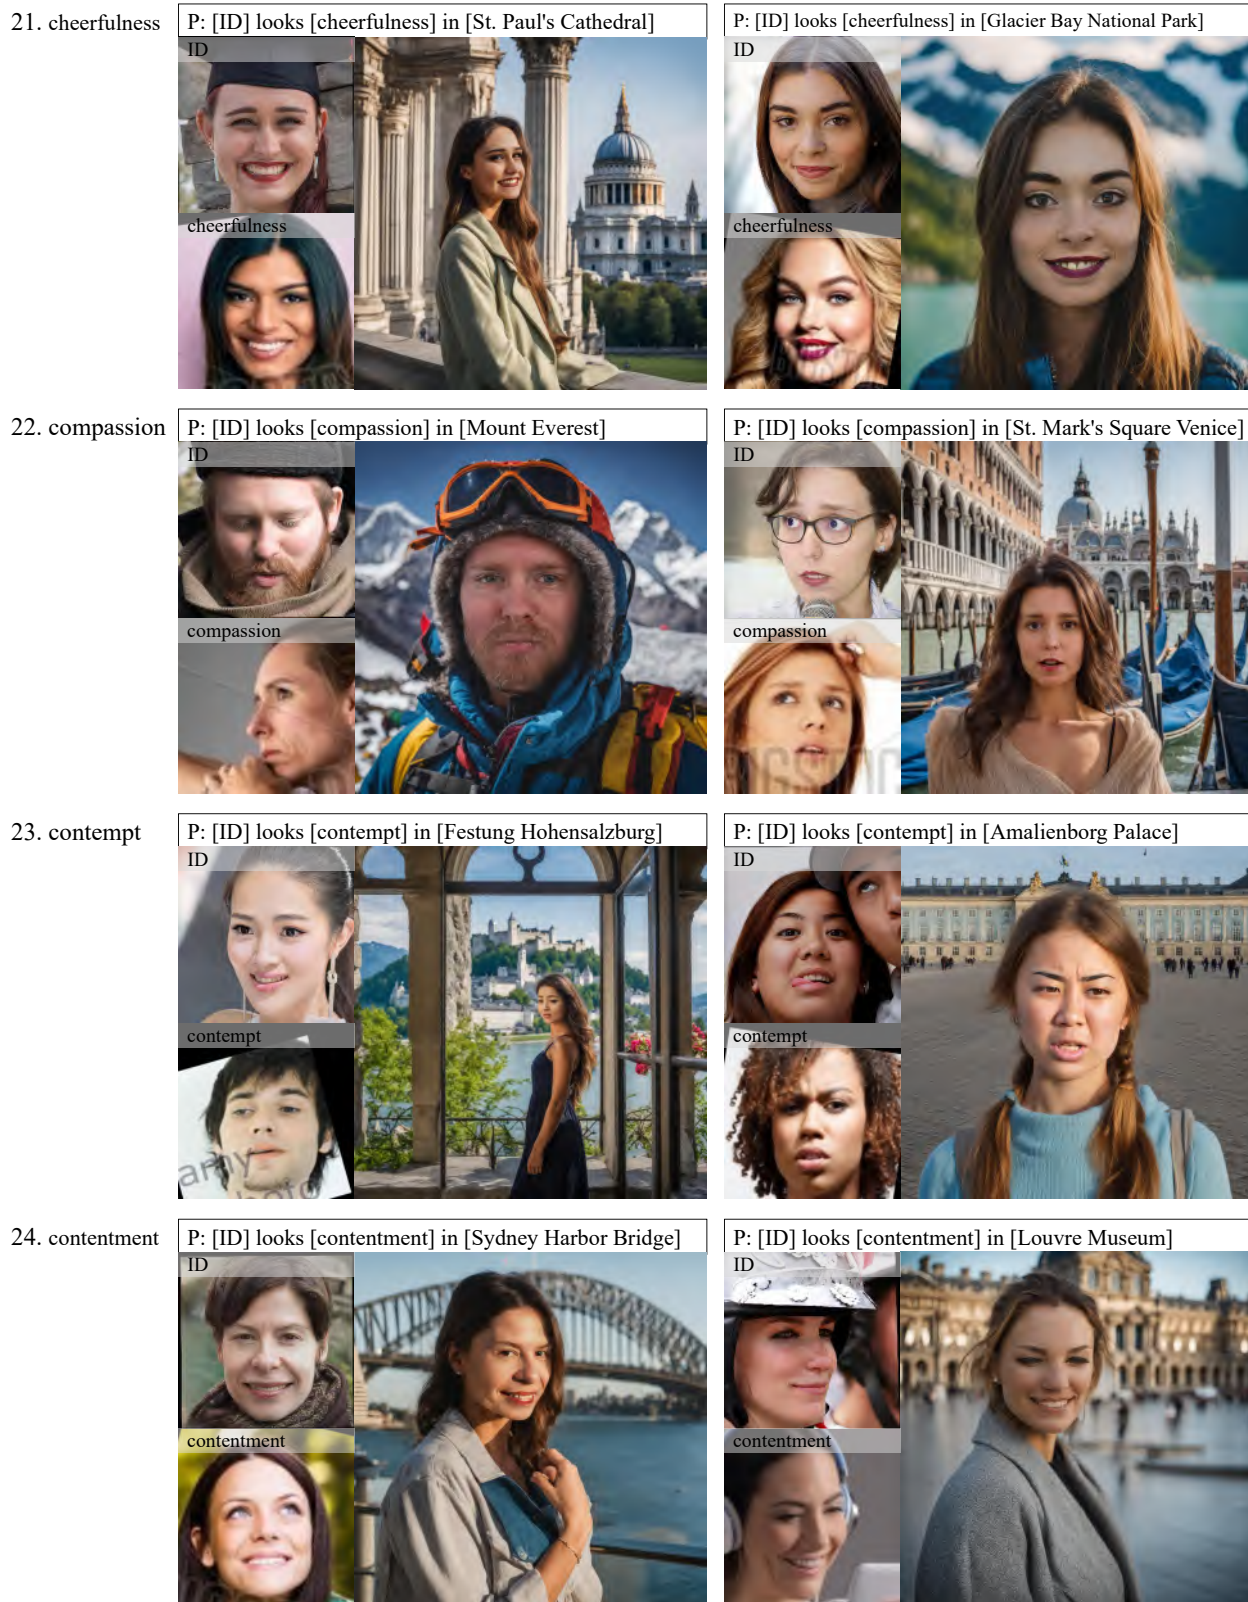 21. cheerfulness
P: [ID] looks [cheerfulness] in [St. Paul's Cathedral]
ID
cheerfulness
P: [ID] looks [cheerfulness] in [Glacier Bay National Park]
ID
cheerfulness
22. compassion
P: [ID] looks [compassion] in [Mount Everest]
ID
compassion
P: [ID] looks [compassion] in [St. Mark's Square Venice]
ID
compassion
23. contempt
P: [ID] looks [contempt] in [Festung Hohensalzburg]
ID
contempt
P: [ID] looks [contempt] in [Amalienborg Palace]
ID
contempt
24. contentment
P: [ID] looks [contentment] in [Sydney Harbor Bridge]
ID
contentment
P: [ID] looks [contentment] in [Louvre Museum]
ID
contentment